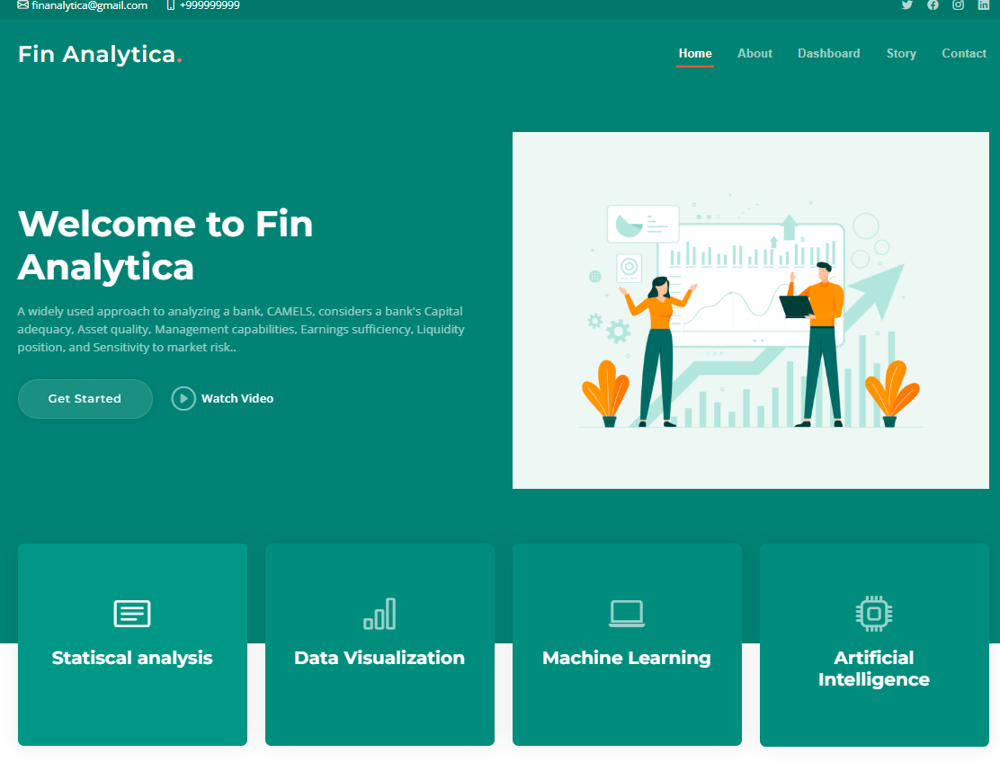 finanalytica@gmail.com +999999999
Fin Analytica.
Home About Dashboard Story Contact
Welcome to Fin
Analytica
A widely used approach to analyzing a bank, CAMELS, considers a bank's Capital
adequacy, Asset quality, Management capabilities, Earnings sufficiency, Liquidity
position, and Sensitivity to market risk..
Get Started
Watch Video
Statiscal analysis
Data Visualization
Machine Learning
Artificial
Intelligence